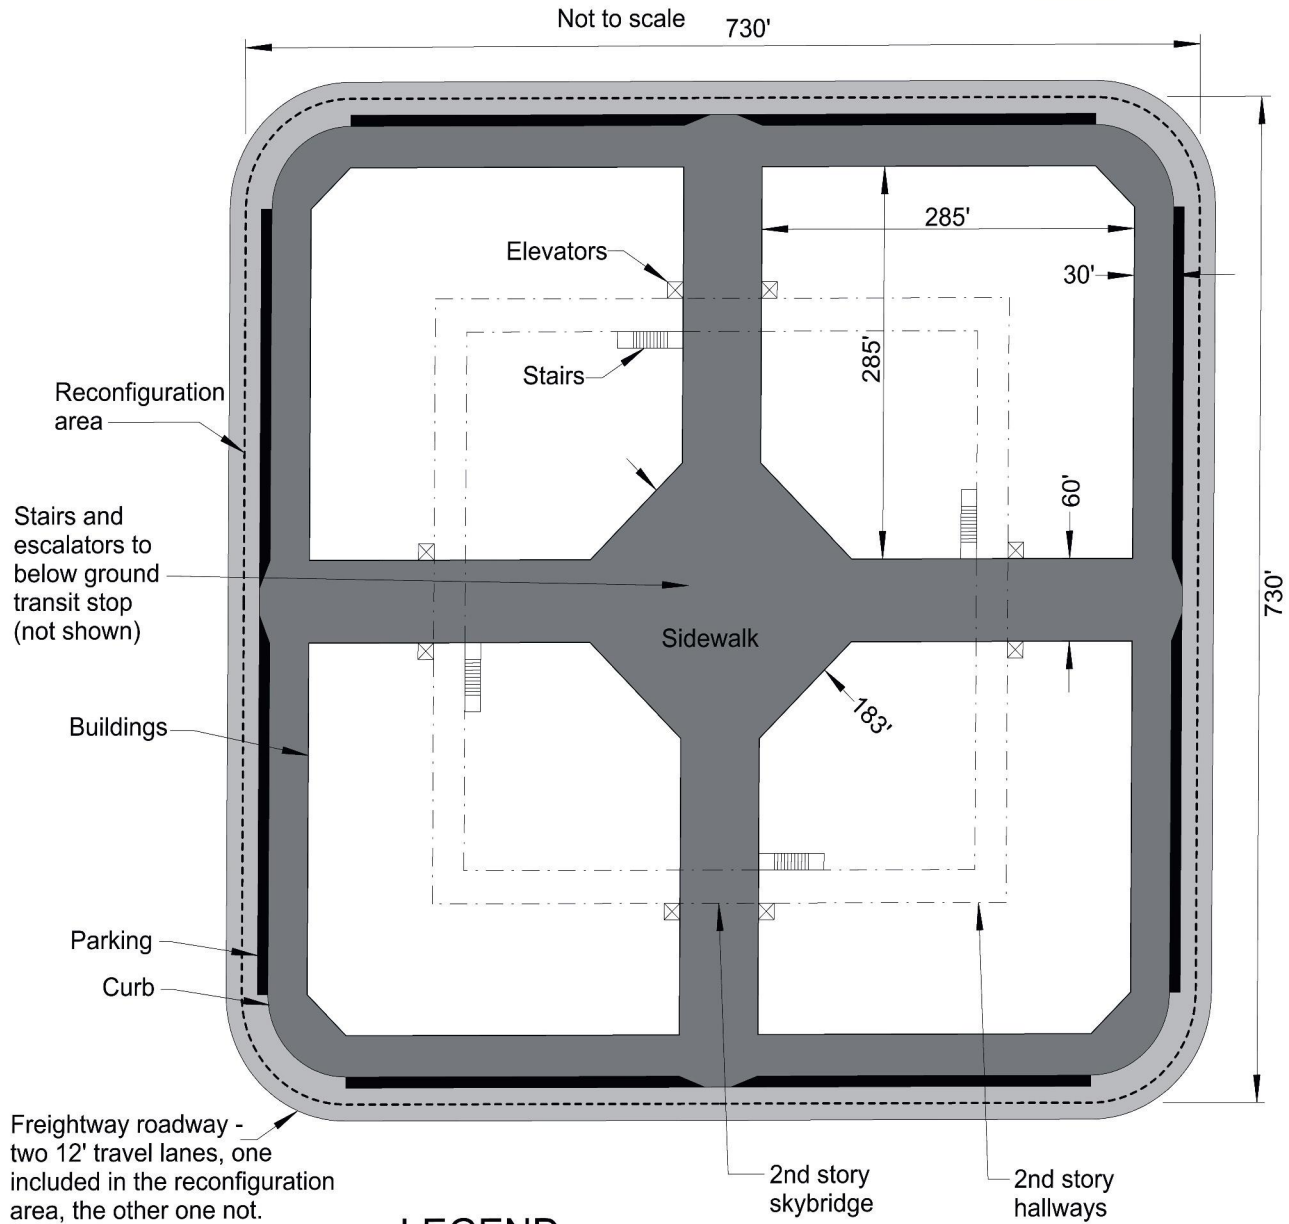 Not to scale
730'
285'
30'
Elevators
285'
Stairs
Reconfiguration
area
60'
Stairs and
escalators to
below ground
transit stop
(not shown)
730'
Sidewalk
183'
Buildings
Parking
Curb
Freightway roadway -
two 12' travel lanes, one
included in the reconfiguration
area, the other one not.
2nd story
skybridge
2nd story
hallways
LEGEND